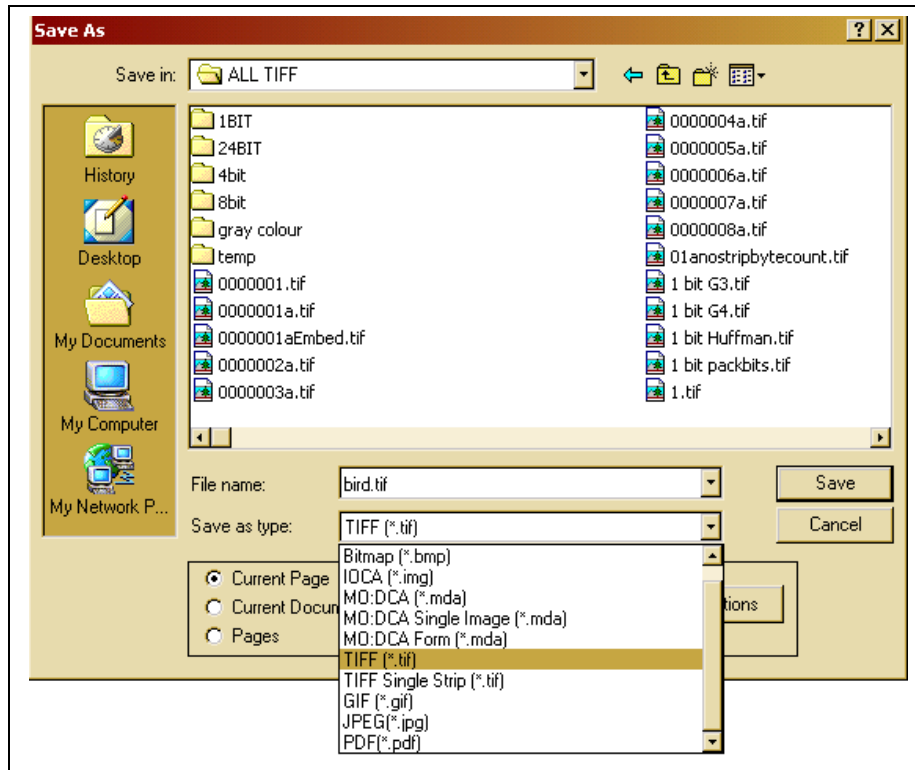 Save As
Save in:
ALL TIFF
History
Desktop
My Documents
My Computer
My Network P...
1BIT
24BIT
4bit
8bit
gray colour
temp
0000001.tif
0000001a.tif
0000001aEmbed.tif
0000002a.tif
0000003a.tif
0000004a.tif
0000005a.tif
0000006a.tif
0000007a.tif
0000008a.tif
01anostripbytecount.tif
1 bit G3.tif
1 bit G4.tif
1 bit Huffman.tif
1 bit packbits.tif
1.tif
File name:
bird.tif
Save
Save as type:
TIFF (*.tif)
Cancel
Current Page
Current Docum
Pages
tions
Bitmap (*.bmp)
IOCA (*.img)
MO:DCA (*.mda)
MO:DCA Single Image (*.mda)
MO:DCA Form (*.mda)
TIFF (*.tif)
TIFF Single Strip (*.tif)
GIF (*.gif)
JPEG(*.jpg)
PDF(*.pdf)